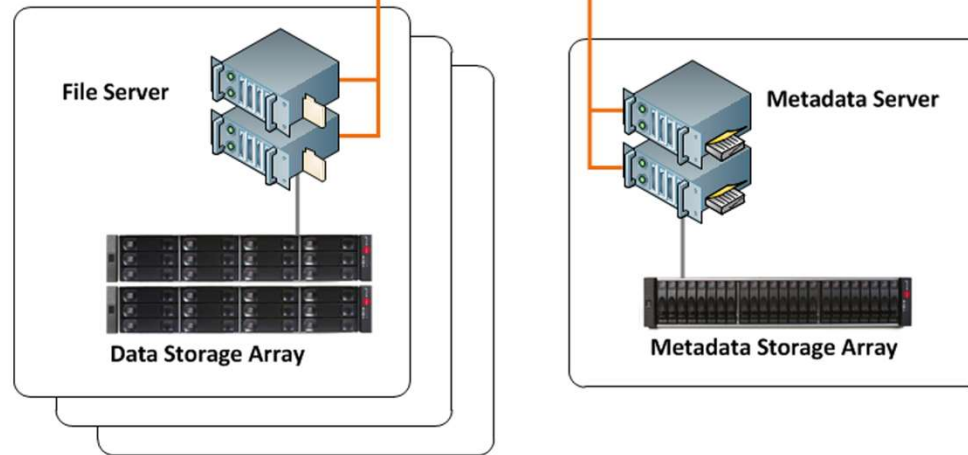 File Server
Metadata Server
Data Storage Array
Metadata Storage Array